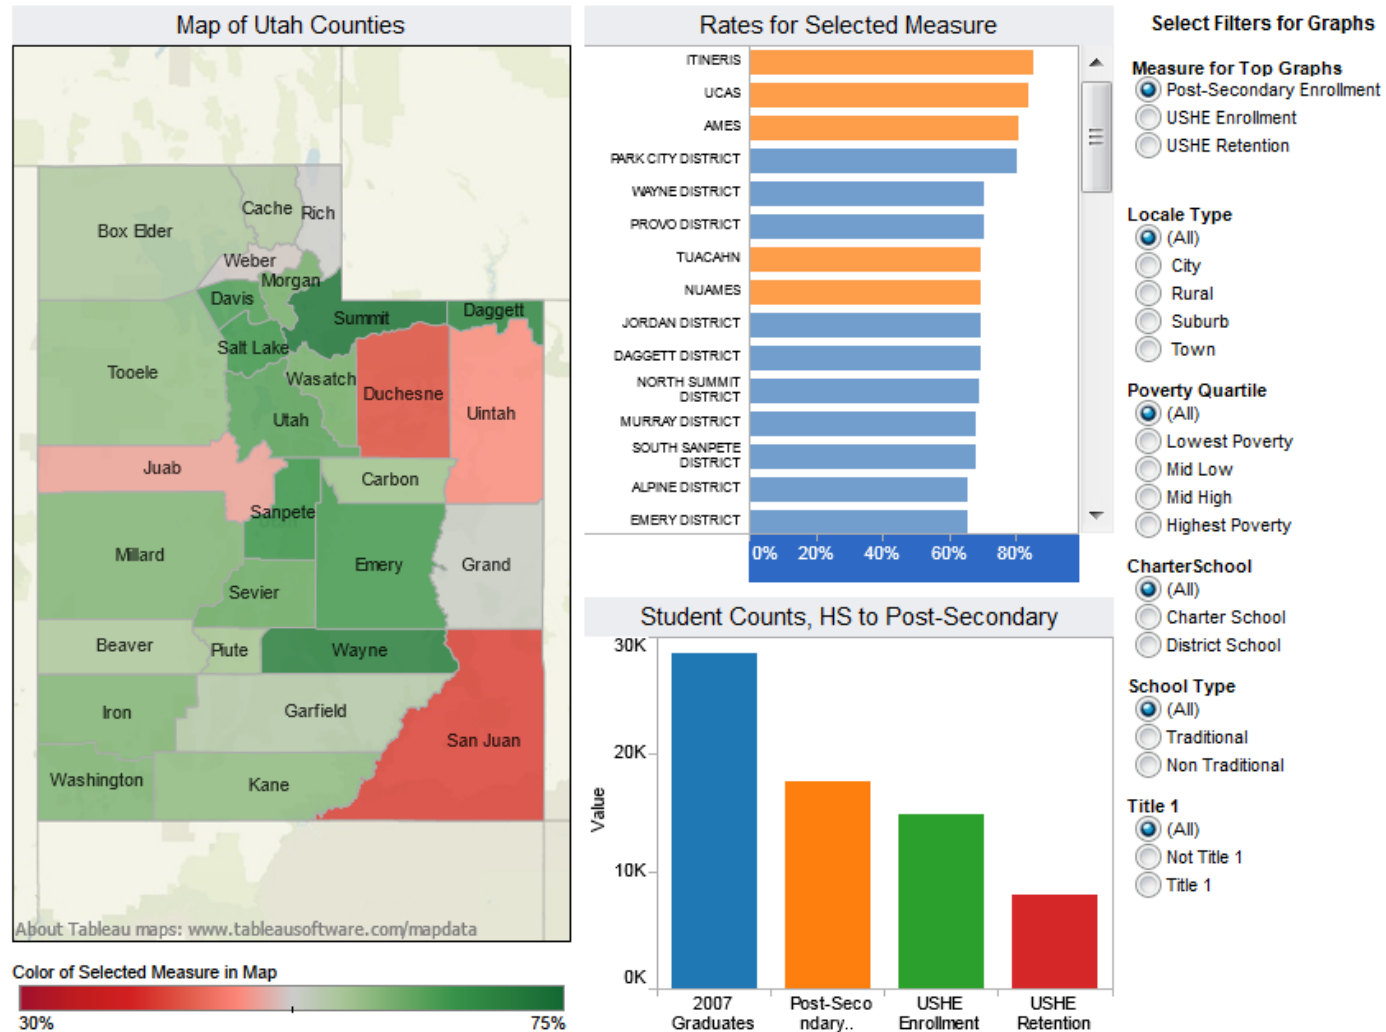 Map of Utah Counties
Cache
Rich
Box Elder
Weber
Morgan
Davis
Summit
Daggett
Salt Lake
Tooele
Wasatch
Duchesne
Uintah
Utah
Juab
Carbon
Sanpete
Millard
Emery
Grand
Sevier
Beaver
Piute
Wayne
Iron
Garfield
San Juan
Washington
Kane
About Tableau maps: www.tableausoftware.com/mapdata
Color of Selected Measure in Map
30%
75%
Rates for Selected Measure
ITINERIS
UCAS
AMES
PARK CITY DISTRICT
WAYNE DISTRICT
PROVO DISTRICT
TUACAHN
NUAMES
JORDAN DISTRICT
DAGGETT DISTRICT
NORTH SUMMIT
DISTRICT
MURRAY DISTRICT
SOUTH SANPETE
DISTRICT
ALPINE DISTRICT
EMERY DISTRICT
0% 20% 40% 60% 80%
Student Counts, HS to Post-Secondary
Value
30K
20K
10K
0K
2007
Graduates
Post-Seco
ndary..
USHE
Enrollment
USHE
Retention
Select Filters for Graphs
Measure for Top Graphs
Post-Secondary Enrollment
USHE Enrollment
USHE Retention
Locale Type
(All)
City
Rural
Suburb
Town
Poverty Quartile
(All)
Lowest Poverty
Mid Low
Mid High
Highest Poverty
CharterSchool
(All)
Charter School
District School
School Type
(All)
Traditional
Non Traditional
Title 1
(All)
Not Title 1
Title 1